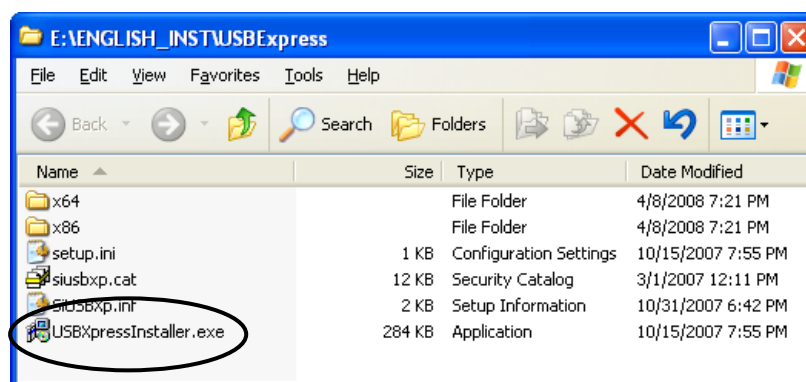 E:\ENGLISH_INST\USBExpress
File Edit View Favorites Tools Help
Back Search Folders
Name Size Type Date Modified
x64 File Folder 4/8/2008 7:21 PM
x86 File Folder 4/8/2008 7:21 PM
setup.ini 1 KB Configuration Settings 10/15/2007 7:55 PM
siusbxp.cat 12 KB Security Catalog 3/1/2007 12:11 PM
SiUSBXp.inf 2 KB Setup Information 10/31/2007 6:42 PM
USBXpressInstaller.exe 284 KB Application 10/15/2007 7:55 PM